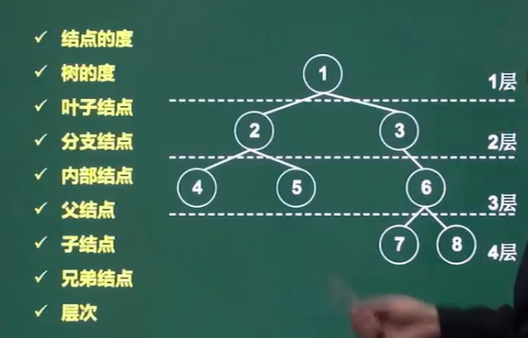 ✓ 结点的度
✓ 树的度
✓ 叶子结点
✓ 分支结点
✓ 内部结点
✓ 父结点
✓ 子结点
✓ 兄弟结点
✓ 层次
1
1层
2 3
2层
4 5 6
3层
7 8
4层